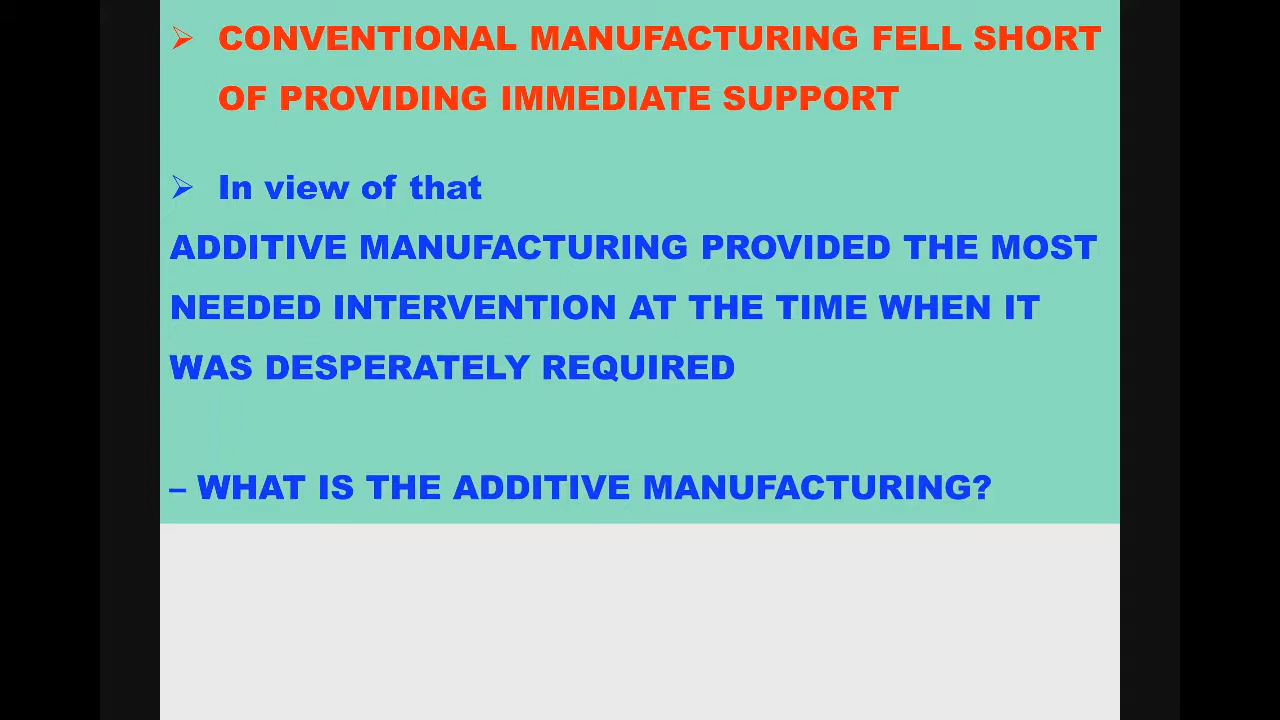 ➢ CONVENTIONAL MANUFACTURING FELL SHORT
OF PROVIDING IMMEDIATE SUPPORT
➢ In view of that
ADDITIVE MANUFACTURING PROVIDED THE MOST
NEEDED INTERVENTION AT THE TIME WHEN IT
WAS DESPERATELY REQUIRED
– WHAT IS THE ADDITIVE MANUFACTURING?